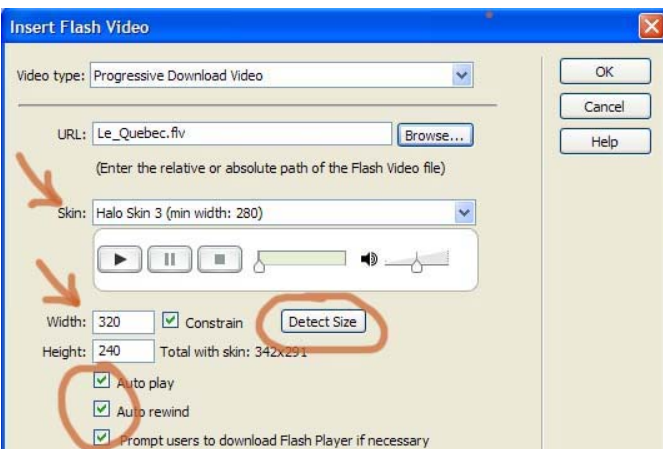 Insert Flash Video
Video type: Progressive Download Video
OK
Cancel
Help
URL: Le_Quebec.flv Browse...
(Enter the relative or absolute path of the Flash Video file)
Skin: Halo Skin 3 (min width: 280)
Width: 320 Constrain Detect Size
Height: 240 Total with skin: 342x291
Auto play
Auto rewind
Prompt users to download Flash Player if necessary